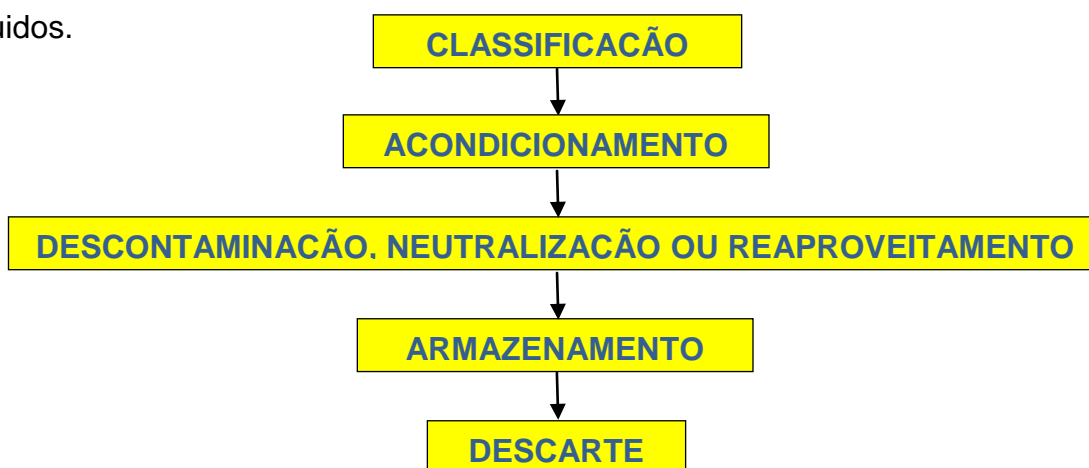 uidos.
CLASSIFICACÃO
ACONDICIONAMENTO
DESCONTAMINACÃO, NEUTRALIZACÃO OU REAPROVEITAMENTO
ARMAZENAMENTO
DESCARTE